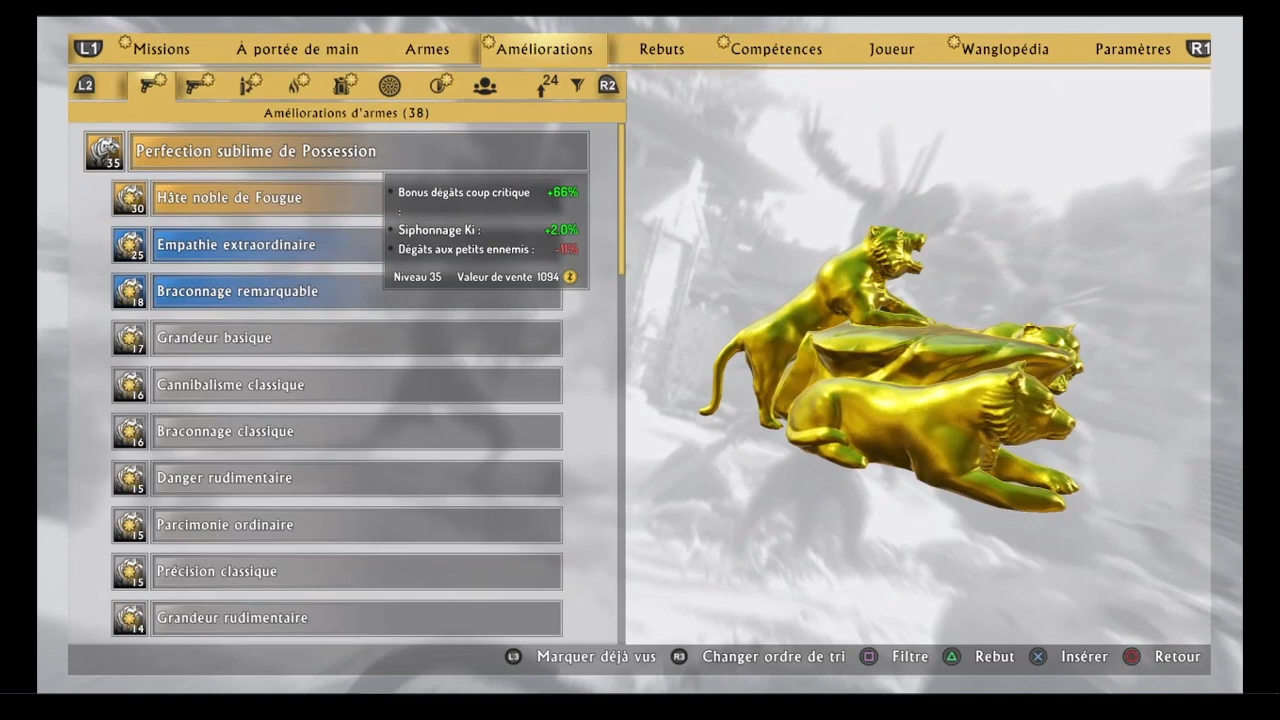 L1 Missions À portée de main Armes Améliorations Rebuts Compétences Joueur Wanglopédia Paramètres R1
L2 24 R2
Améliorations d'armes (38)
35 Perfection sublime de Possession
30 Hâte noble de Fougue
Bonus dégâts coup critique +66%
:
Siphonnage Ki : +2.0%
25 Empathie extraordinaire
Dégâts aux petits ennemis : -11%
Niveau 35 Valeur de vente 1094
18 Braconnage remarquable
17 Grandeur basique
16 Cannibalisme classique
16 Braconnage classique
15 Danger rudimentaire
15 Parcimonie ordinaire
15 Précision classique
14 Grandeur rudimentaire
L3 Marquer déjà vus R3 Changer ordre de tri Filtre Rebut Insérer Retour